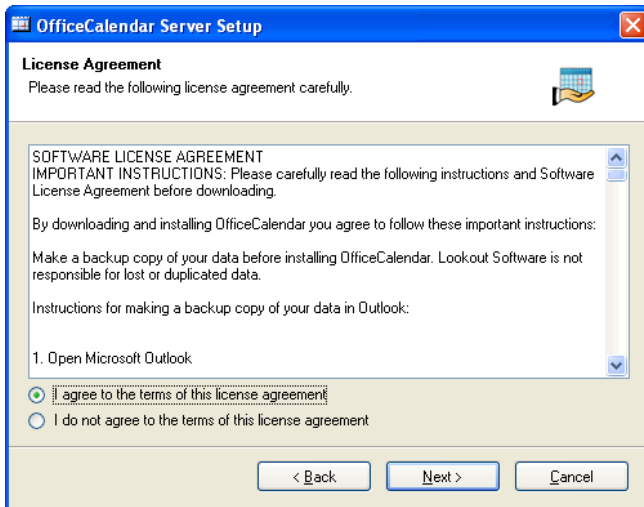 OfficeCalendar Server Setup
License Agreement
Please read the following license agreement carefully.
SOFTWARE LICENSE AGREEMENT
IMPORTANT INSTRUCTIONS: Please carefully read the following instructions and Software
License Agreement before downloading.
By downloading and installing OfficeCalendar you agree to follow these important instructions:
Make a backup copy of your data before installing OfficeCalendar. Lookout Software is not
responsible for lost or duplicated data.
Instructions for making a backup copy of your data in Outlook:
1. Open Microsoft Outlook
I agree to the terms of this license agreement
I do not agree to the terms of this license agreement
< Back Next > Cancel